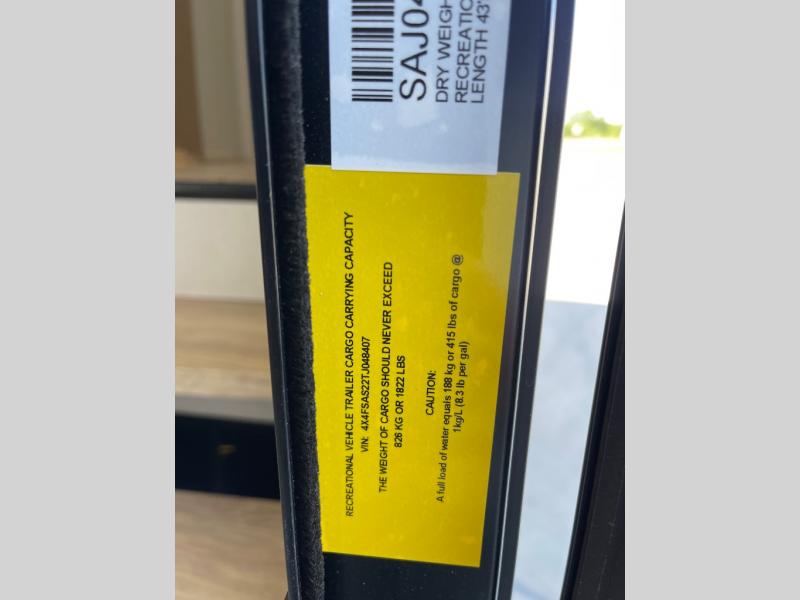 SAJ04
DRY WEIGH
RECREATIO
LENGTH 43'
RECREATIONAL VEHICLE TRAILER CARGO CARRYING CAPACITY
VIN: 4X4FSAS22TJ048407
THE WEIGHT OF CARGO SHOULD NEVER EXCEED
826 KG OR 1822 LBS
CAUTION:
A full load of water equals 188 kg or 415 lbs of cargo @
1kg/L (8.3 lb per gal)